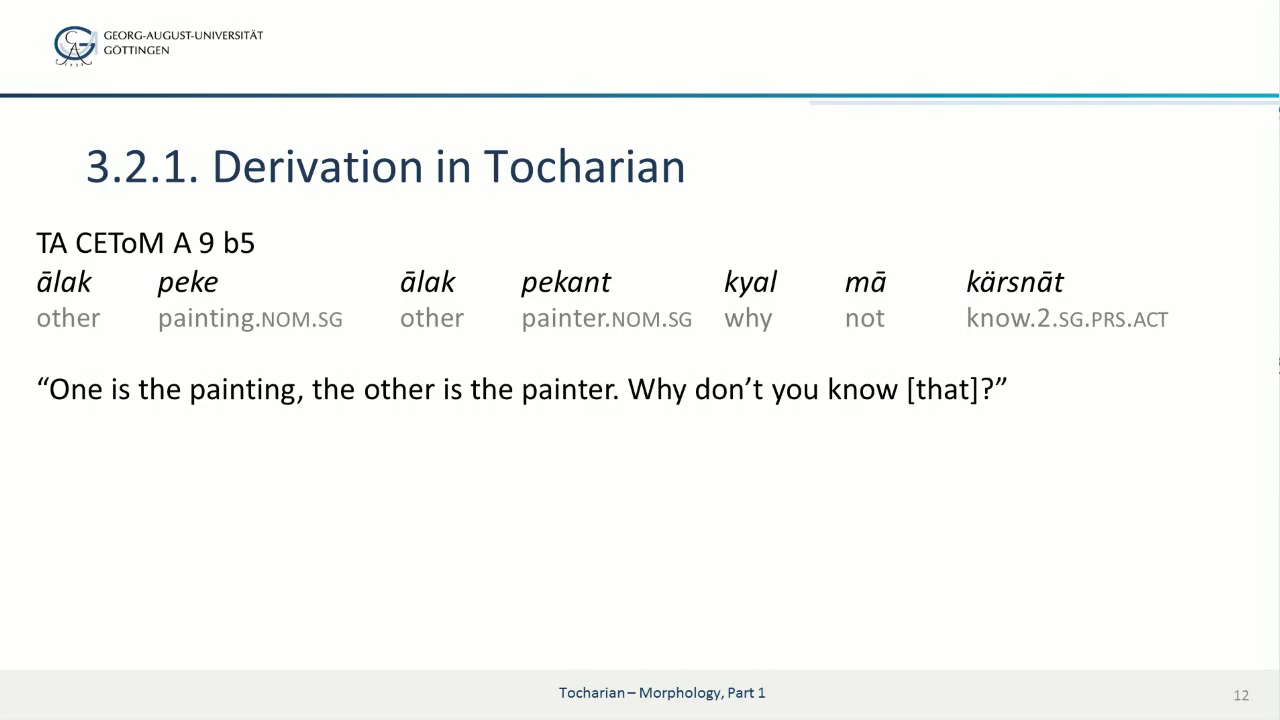 GEORG-AUGUST-UNIVERSITÄT
GÖTTINGEN
3.2.1. Derivation in Tocharian
TA CEToM A 9 b5
ālak peke ālak pekant kyal mā kärsnāt
other painting.NOM.SG other painter.NOM.SG why not know.2.SG.PRS.ACT
“One is the painting, the other is the painter. Why don’t you know [that]?”
Tocharian – Morphology, Part 1
12